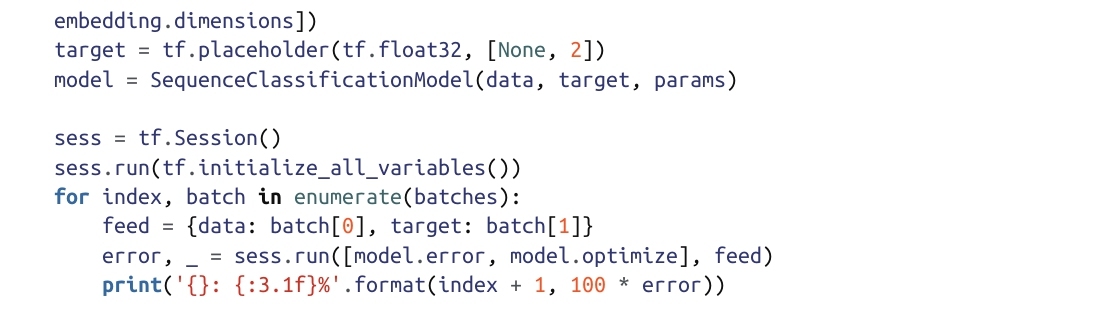 embedding.dimensions])
target = tf.placeholder(tf.float32, [None, 2])
model = SequenceClassificationModel(data, target, params)
sess = tf.Session()
sess.run(tf.initialize_all_variables())
for index, batch in enumerate(batches):
    feed = {data: batch[0], target: batch[1]}
    error, _ = sess.run([model.error, model.optimize], feed)
    print('{}: {:3.1f}%'.format(index + 1, 100 * error))